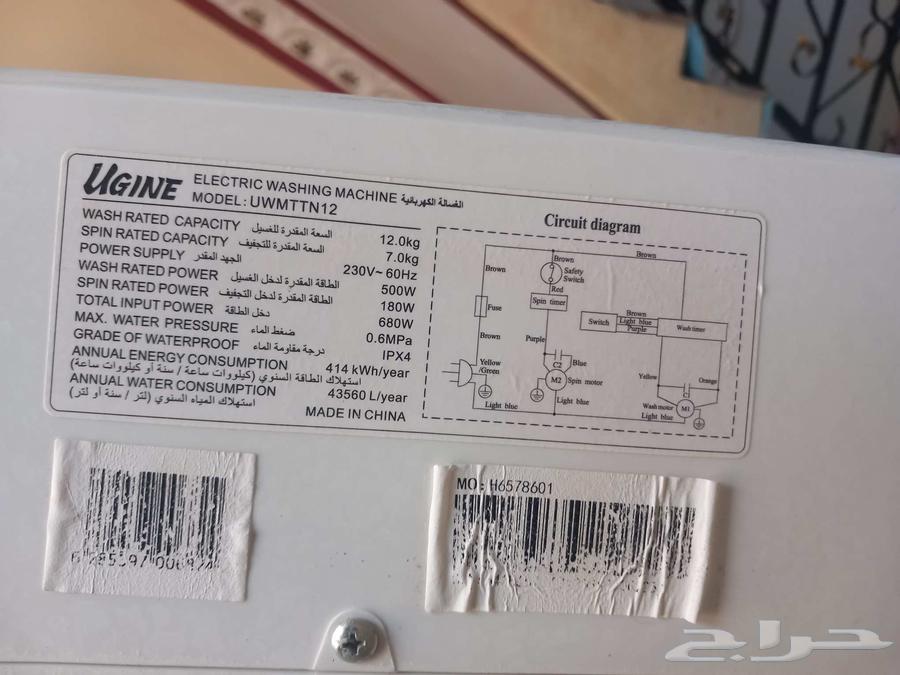 UGINE
ELECTRIC WASHING MACHINE الغسالة الكهربائية
MODEL: UWMTTN12
WASH RATED CAPACITY السعة المقدرة للغسيل 12.0kg
SPIN RATED CAPACITY السعة المقدرة للتجفيف 7.0kg
POWER SUPPLY الجهد المقدر 230V~ 60Hz
WASH RATED POWER الطاقة المقدرة لدخل الغسيل 500W
SPIN RATED POWER الطاقة المقدرة لدخل التجفيف 180W
TOTAL INPUT POWER دخل الطاقة 680W
MAX. WATER PRESSURE ضغط الماء 0.6MPa
GRADE OF WATERPROOF درجة مقاومة الماء IPX4
ANNUAL ENERGY CONSUMPTION 414 kWh/year
استهلاك الطاقة السنوي (كيلووات ساعة / سنة أو كيلووات ساعة)
ANNUAL WATER CONSUMPTION 43560 L/year
استهلاك المياه السنوي (لتر / سنة أو لتر)
MADE IN CHINA
Circuit diagram
Brown
Brown
Brown
Safety
Switch
Red
Spin timer
Fuse
Switch
Brown
Light blue
Purple
Wash timer
Brown
Purple
C2
Blue
Yellow
/Green
M2
Spin motor
Light blue
Light blue
Yellow
Orange
C1
Wash motor
M1
Light blue
MO: H6578601
حراج